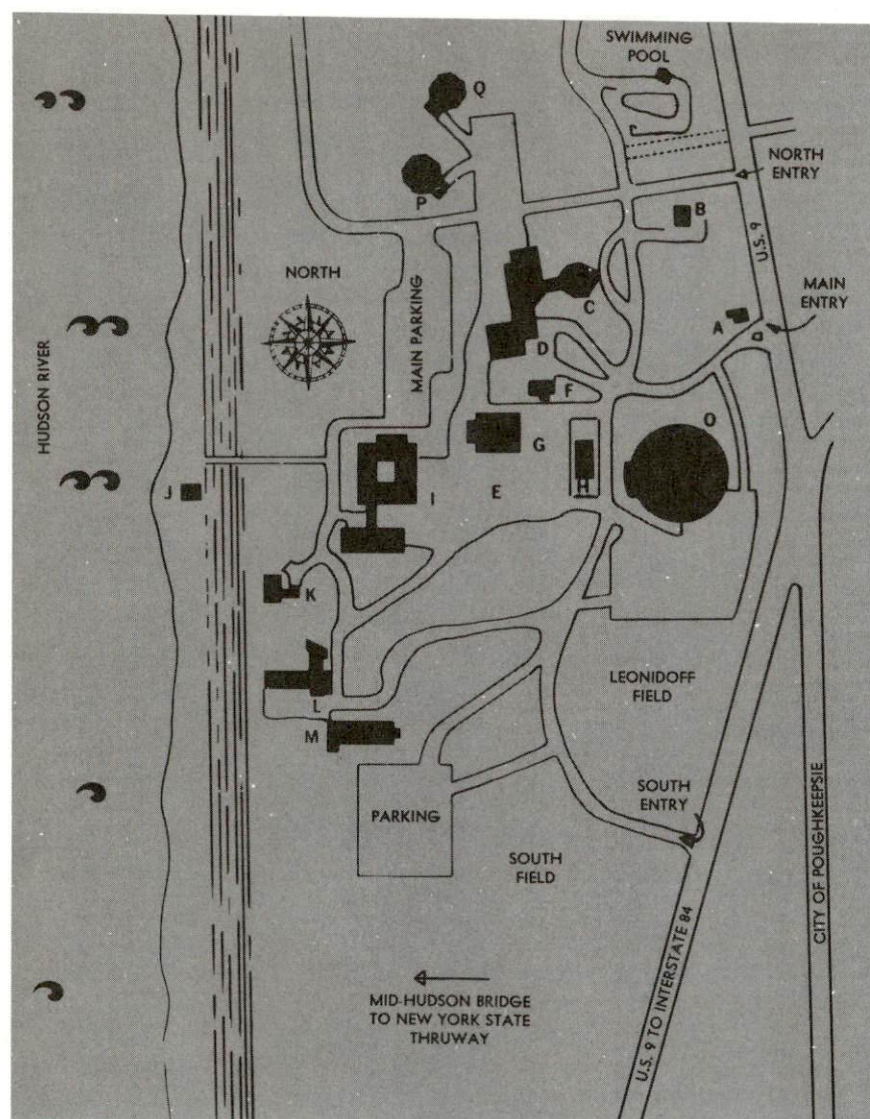 SWIMMING
POOL
Q
NORTH
ENTRY
P
B
U.S. 9
NORTH
MAIN
ENTRY
C
A
MAIN PARKING
D
HUDSON RIVER
F
O
G
H
J
I
E
K
LEONIDOFF
FIELD
L
M
SOUTH
ENTRY
PARKING
CITY OF POUGHKEEPSIE
SOUTH
FIELD
U.S. 9 TO INTERSTATE 84
MID-HUDSON BRIDGE
TO NEW YORK STATE
THRUWAY